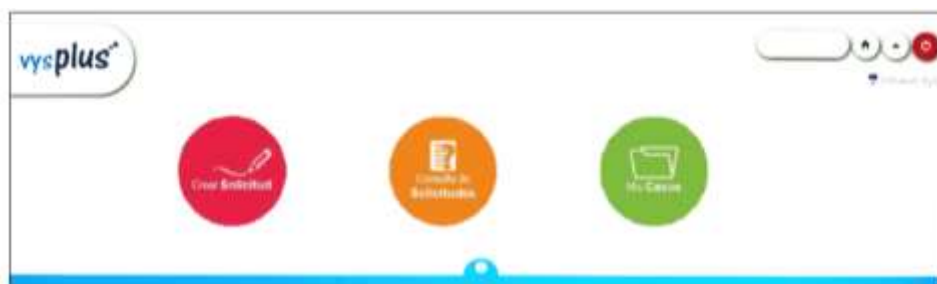 vysplus
Crear Solicitud
Consulta de
Solicitudes
Mis Casos